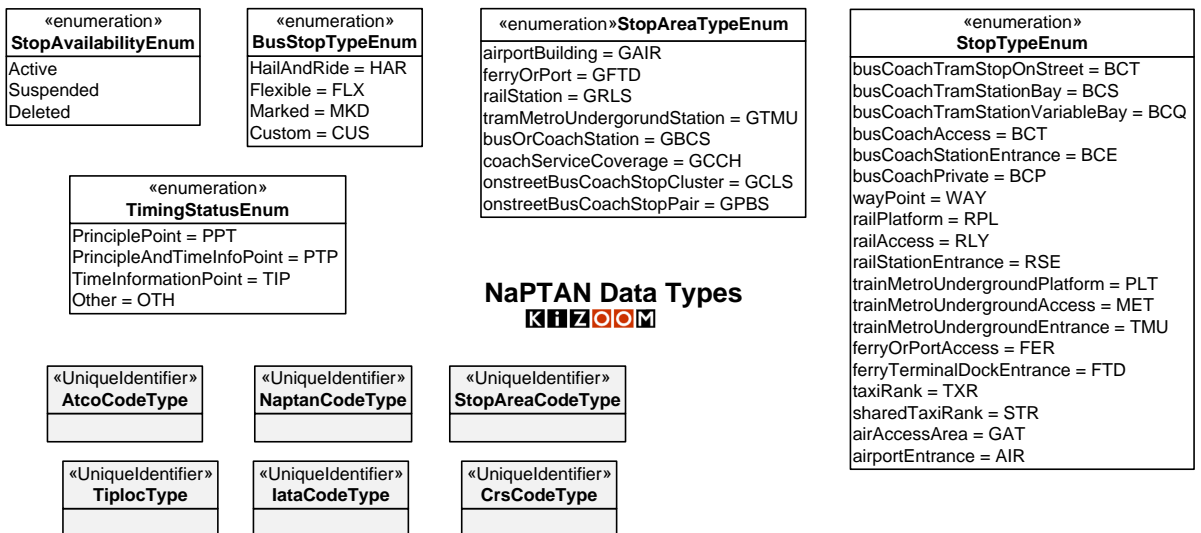 «enumeration»
StopAvailabilityEnum
Active
Suspended
Deleted
«enumeration»
BusStopTypeEnum
HailAndRide = HAR
Flexible = FLX
Marked = MKD
Custom = CUS
«enumeration»StopAreaTypeEnum
airportBuilding = GAIR
ferryOrPort = GFTD
railStation = GRLS
tramMetroUndergorundStation = GTMU
busOrCoachStation = GBCS
coachServiceCoverage = GCCH
onstreetBusCoachStopCluster = GCLS
onstreetBusCoachStopPair = GPBS
«enumeration»
StopTypeEnum
busCoachTramStopOnStreet = BCT
busCoachTramStationBay = BCS
busCoachTramStationVariableBay = BCQ
busCoachAccess = BCT
busCoachStationEntrance = BCE
busCoachPrivate = BCP
wayPoint = WAY
railPlatform = RPL
railAccess = RLY
railStationEntrance = RSE
trainMetroUndergroundPlatform = PLT
trainMetroUndergroundAccess = MET
trainMetroUndergroundEntrance = TMU
ferryOrPortAccess = FER
ferryTerminalDockEntrance = FTD
taxiRank = TXR
sharedTaxiRank = STR
airAccessArea = GAT
airportEntrance = AIR
«enumeration»
TimingStatusEnum
PrinciplePoint = PPT
PrincipleAndTimeInfoPoint = PTP
TimeInformationPoint = TIP
Other = OTH
NaPTAN Data Types
KiZOOM
«UniqueIdentifier»
AtcoCodeType
«UniqueIdentifier»
NaptanCodeType
«UniqueIdentifier»
StopAreaCodeType
«UniqueIdentifier»
TiplocType
«UniqueIdentifier»
IataCodeType
«UniqueIdentifier»
CrsCodeType